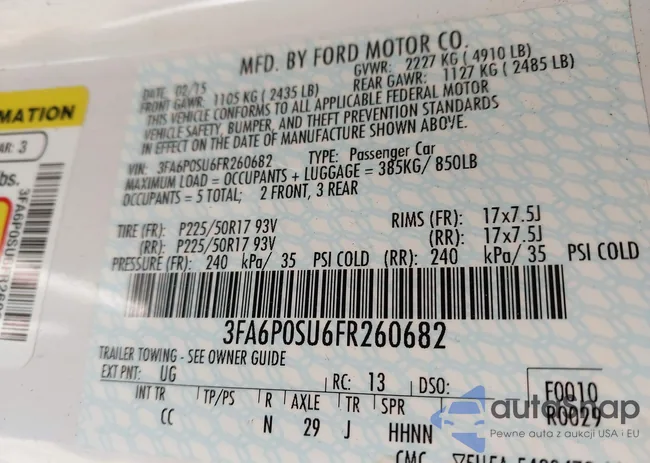 MFD. BY FORD MOTOR CO.
DATE: 02/15 GVWR: 2227 KG (4910 LB)
FRONT GAWR: 1105 KG (2435 LB) REAR GAWR: 1127 KG (2485 LB)
THIS VEHICLE CONFORMS TO ALL APPLICABLE FEDERAL MOTOR
VEHICLE SAFETY, BUMPER, AND THEFT PREVENTION STANDARDS
IN EFFECT ON THE DATE OF MANUFACTURE SHOWN ABOVE.
VIN: 3FA6P0SU6FR260682 TYPE: Passenger Car
MAXIMUM LOAD = OCCUPANTS + LUGGAGE = 385KG/ 850LB
OCCUPANTS = 5 TOTAL; 2 FRONT, 3 REAR
TIRE (FR): P225/50R17 93V RIMS (FR): 17x7.5J
(RR): P225/50R17 93V (RR): 17x7.5J
PRESSURE (FR): 240 kPa/ 35 PSI COLD (RR): 240 kPa/ 35 PSI COLD
3FA6P0SU6FR260682
TRAILER TOWING - SEE OWNER GUIDE
EXT PNT: UG RC: 13 DSO: F0010
R0029
INT TR TP/PS R AXLE TR SPR
CC N 29 J HHNN
MATION
AR: 3
bs.
autosnap
Pewne auta z aukcji USA i EU